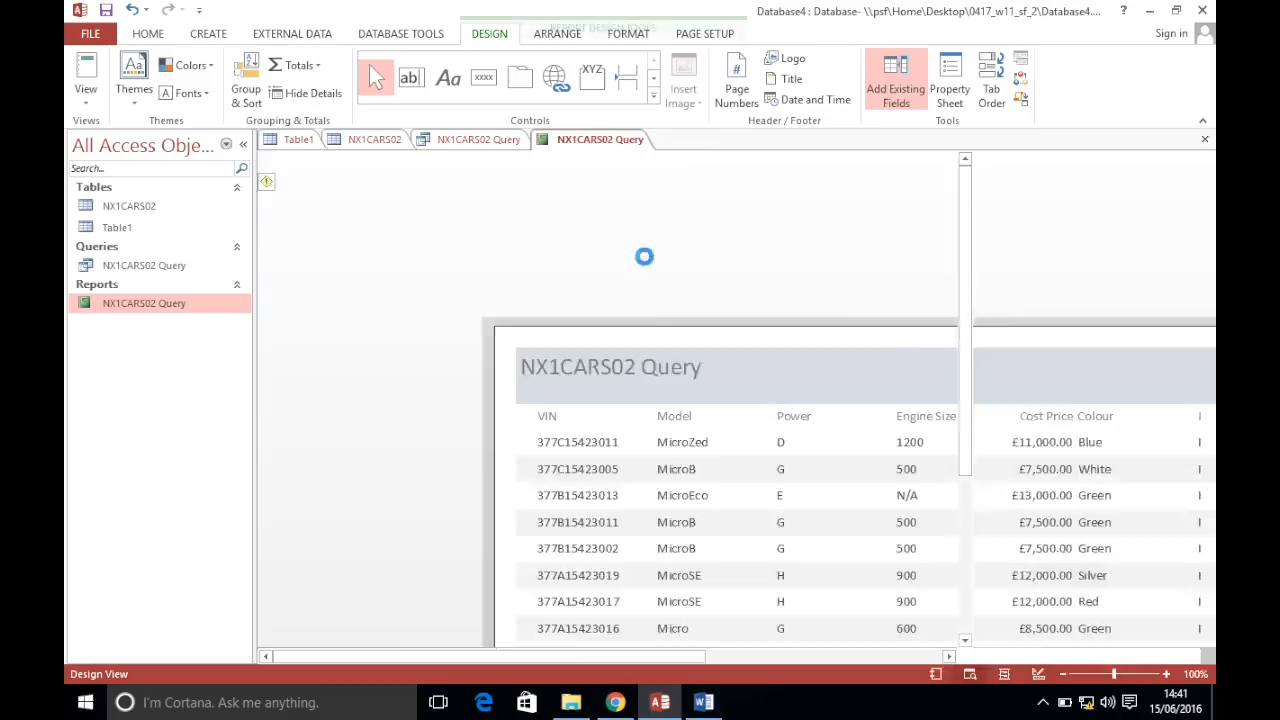 Database4 : Database- \\psf\Home\Desktop\0417_w11_sf_2\Database4....
?
FILE HOME CREATE EXTERNAL DATA DATABASE TOOLS DESIGN ARRANGE FORMAT PAGE SETUP
REPORT DESIGN TOOLS
Sign in
View
Views
Themes
Colors
Fonts
Themes
Group & Sort
Σ Totals
Hide Details
Grouping & Totals
ab|
Aa
xxxx
XYZ
Controls
Insert Image
Page Numbers
Logo
Title
Date and Time
Header / Footer
Add Existing Fields
Property Sheet
Tab Order
Tools
All Access Obje...
Search...
Tables
NX1CARS02
Table1
Queries
NX1CARS02 Query
Reports
NX1CARS02 Query
Table1 NX1CARS02 NX1CARS02 Query NX1CARS02 Query
NX1CARS02 Query
VIN Model Power Engine Size Cost Price Colour
377C15423011 MicroZed D 1200 £11,000.00 Blue
377C15423005 MicroB G 500 £7,500.00 White
377B15423013 MicroEco E N/A £13,000.00 Green
377B15423011 MicroB G 500 £7,500.00 Green
377B15423002 MicroB G 500 £7,500.00 Green
377A15423019 MicroSE H 900 £12,000.00 Silver
377A15423017 MicroSE H 900 £12,000.00 Red
377A15423016 Micro G 600 £8,500.00 Green
Design View
100%
I'm Cortana. Ask me anything.
14:41
15/06/2016